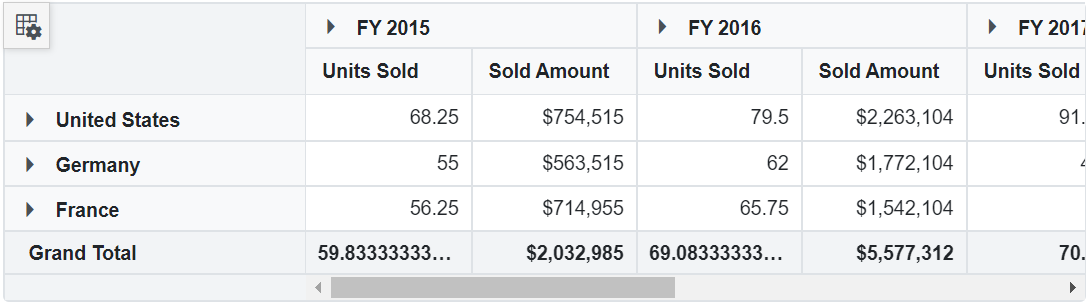 FY 2015 FY 2016 FY 2017
Units Sold Sold Amount Units Sold Sold Amount Units Sold
United States 68.25 $754,515 79.5 $2,263,104 91.
Germany 55 $563,515 62 $1,772,104
France 56.25 $714,955 65.75 $1,542,104
Grand Total 59.83333333... $2,032,985 69.08333333... $5,577,312 70.